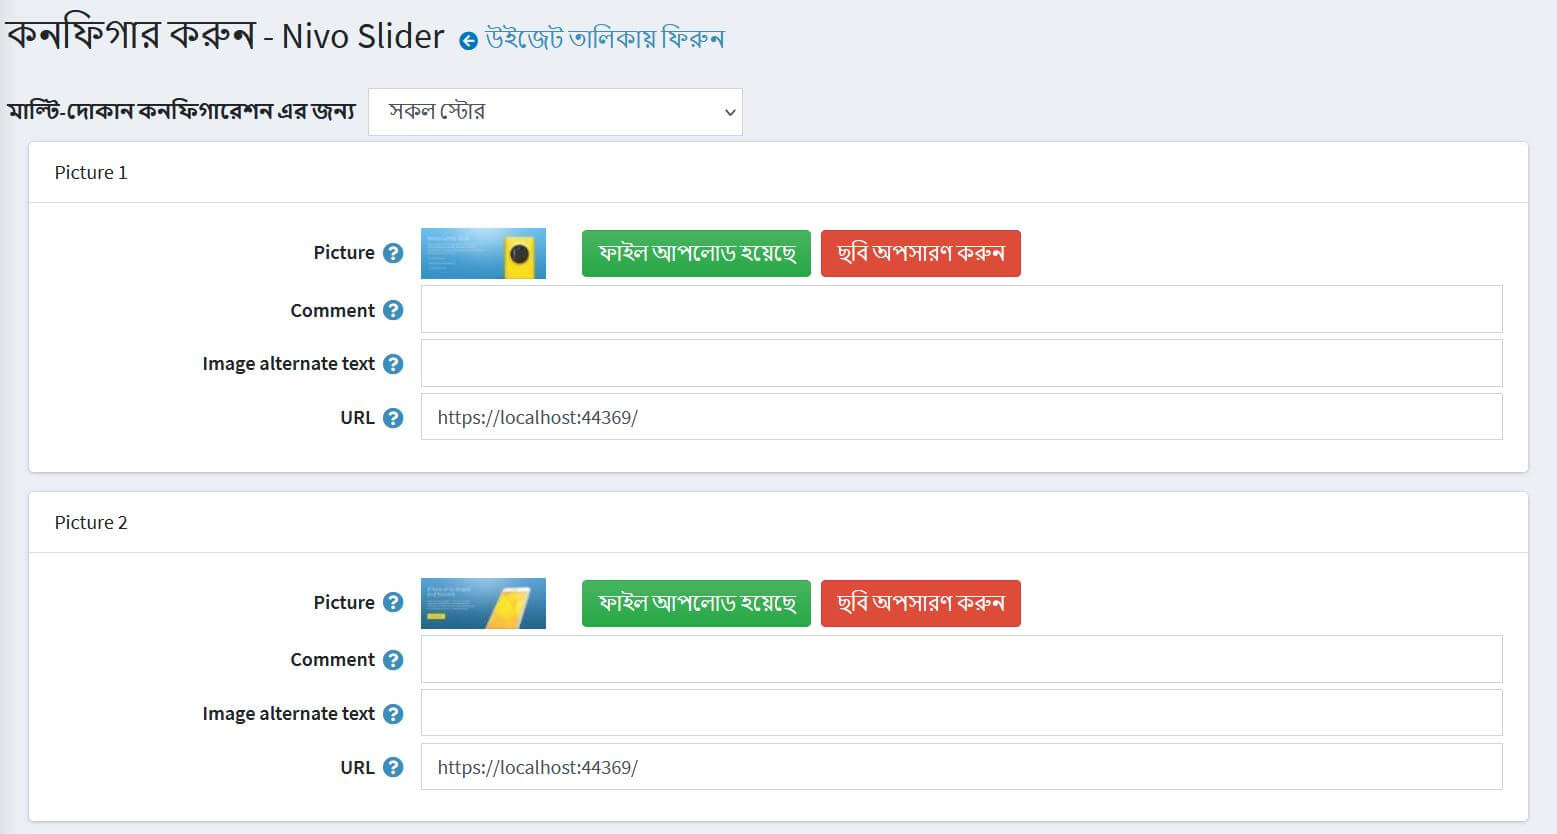 কনফিগার করুন - Nivo Slider উইজেট তালিকায় ফিরুন
মাল্টি-দোকান কনফিগারেশন এর জন্য সকল স্টোর
Picture 1
Picture ফাইল আপলোড হয়েছে ছবি অপসারণ করুন
Comment
Image alternate text
URL https://localhost:44369/
Picture 2
Picture ফাইল আপলোড হয়েছে ছবি অপসারণ করুন
Comment
Image alternate text
URL https://localhost:44369/